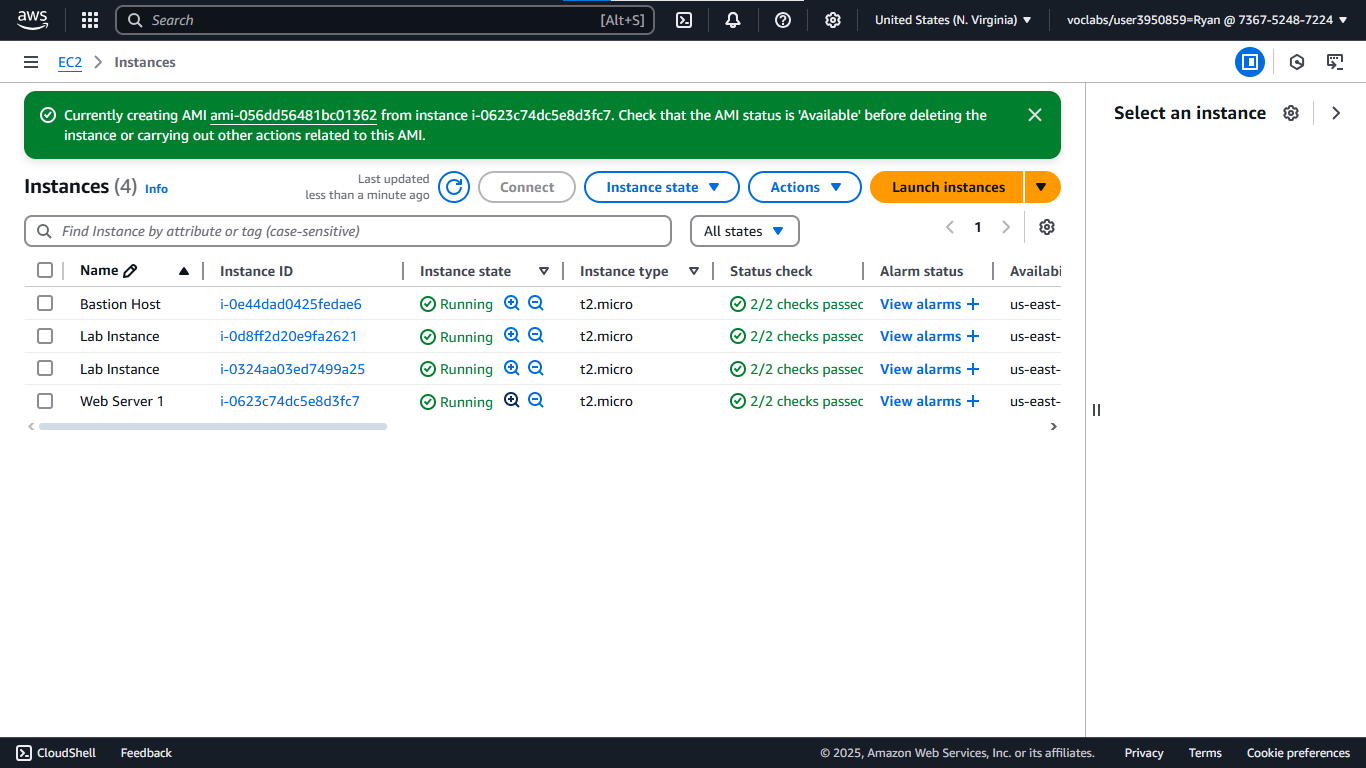 aws
Search [Alt+S]
United States (N. Virginia)
voclabs/user3950859=Ryan @ 7367-5248-7224
EC2 > Instances
Currently creating AMI ami-056dd56481bc01362 from instance i-0623c74dc5e8d3fc7. Check that the AMI status is 'Available' before deleting the
instance or carrying out other actions related to this AMI.
Select an instance
Instances (4) Info
Last updated
less than a minute ago
Connect
Instance state
Actions
Launch instances
Find Instance by attribute or tag (case-sensitive)
All states
1
Name Instance ID Instance state Instance type Status check Alarm status Availabi
Bastion Host i-0e44dad0425fedae6 Running t2.micro 2/2 checks passed View alarms + us-east-
Lab Instance i-0d8ff2d20e9fa2621 Running t2.micro 2/2 checks passed View alarms + us-east-
Lab Instance i-0324aa03ed7499a25 Running t2.micro 2/2 checks passed View alarms + us-east-
Web Server 1 i-0623c74dc5e8d3fc7 Running t2.micro 2/2 checks passed View alarms + us-east-
CloudShell Feedback © 2025, Amazon Web Services, Inc. or its affiliates. Privacy Terms Cookie preferences